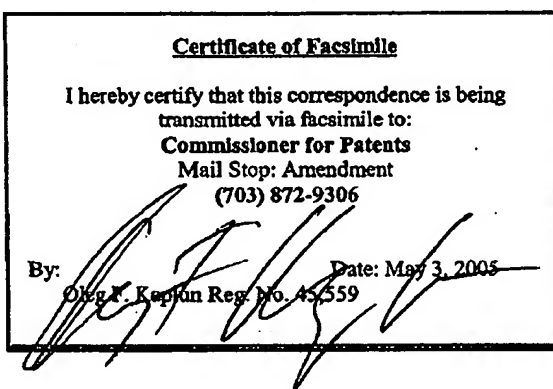 Certificate of Facsimile
I hereby certify that this correspondence is being
transmitted via facsimile to:
Commissioner for Patents
Mail Stop: Amendment
(703) 872-9306
By: Date: May 3, 2005
Oleg F. Kaplun Reg. No. 45,559